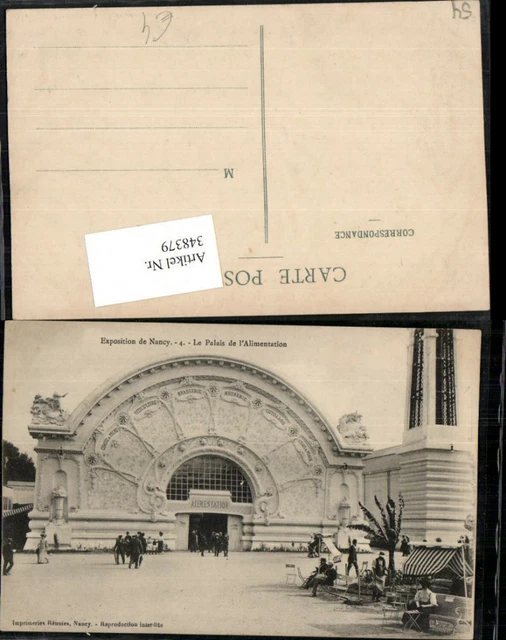 54
64
M
CORRESPONDANCE
CARTE POS
Artikel Nr.
348379
Exposition de Nancy. - 4. - Le Palais de l'Alimentation
ALIMENTATION
Imprimeries Réunies, Nancy. - Reproduction interdite